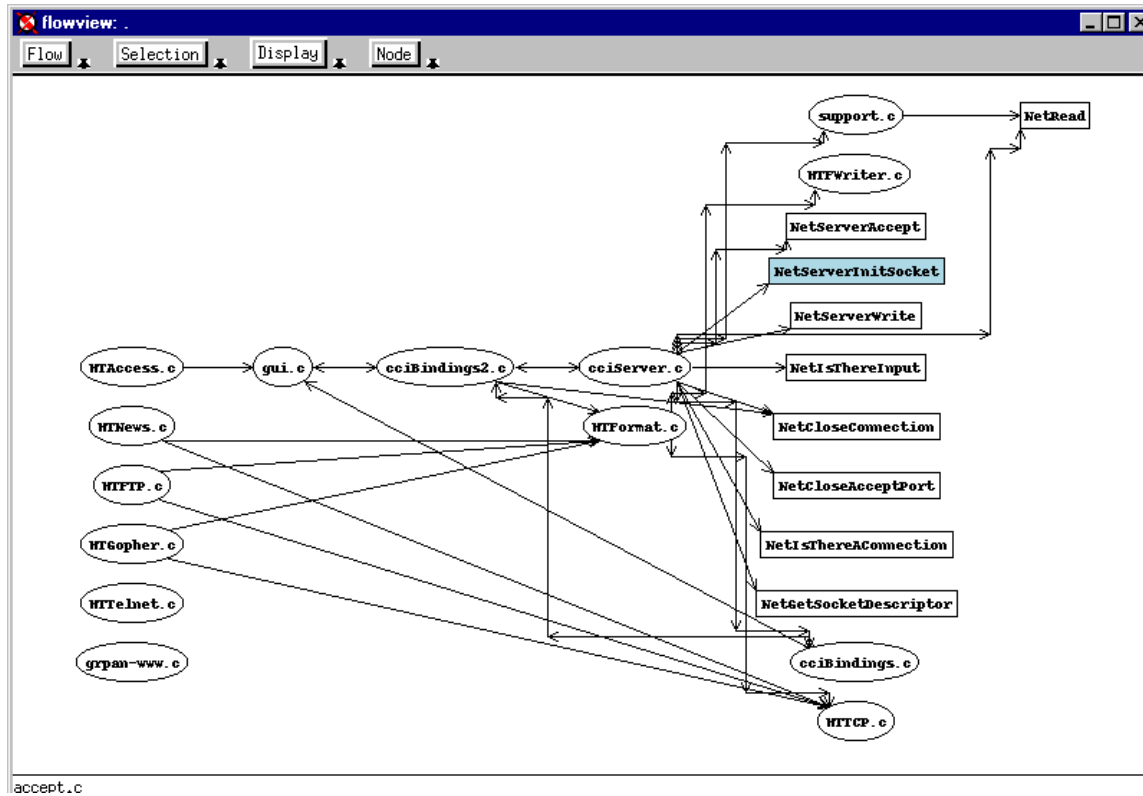 flowview: .
Flow Selection Display Node
support.c NetRead
HTFWriter.c
NetServerAccept
NetServerInitSocket
NetServerWrite
HTAccess.c gui.c cciBindings2.c cciServer.c NetIsThereInput
HTNews.c HTFormat.c NetCloseConnection
HTFTP.c NetCloseAcceptPort
HTGopher.c NetIsThereAConnection
HTTelnet.c NetGetSocketDescriptor
grpan-www.c cciBindings.c
HTTCP.c
accept.c